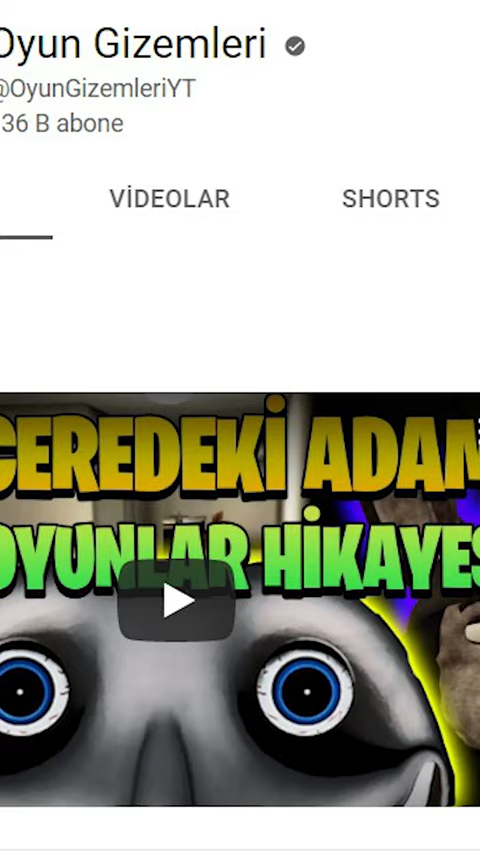 Oyun Gizemleri
@OyunGizemleriYT
36 B abone
VİDEOLAR SHORTS
CEREDEKİ ADAM
OYUNLAR HİKAYES